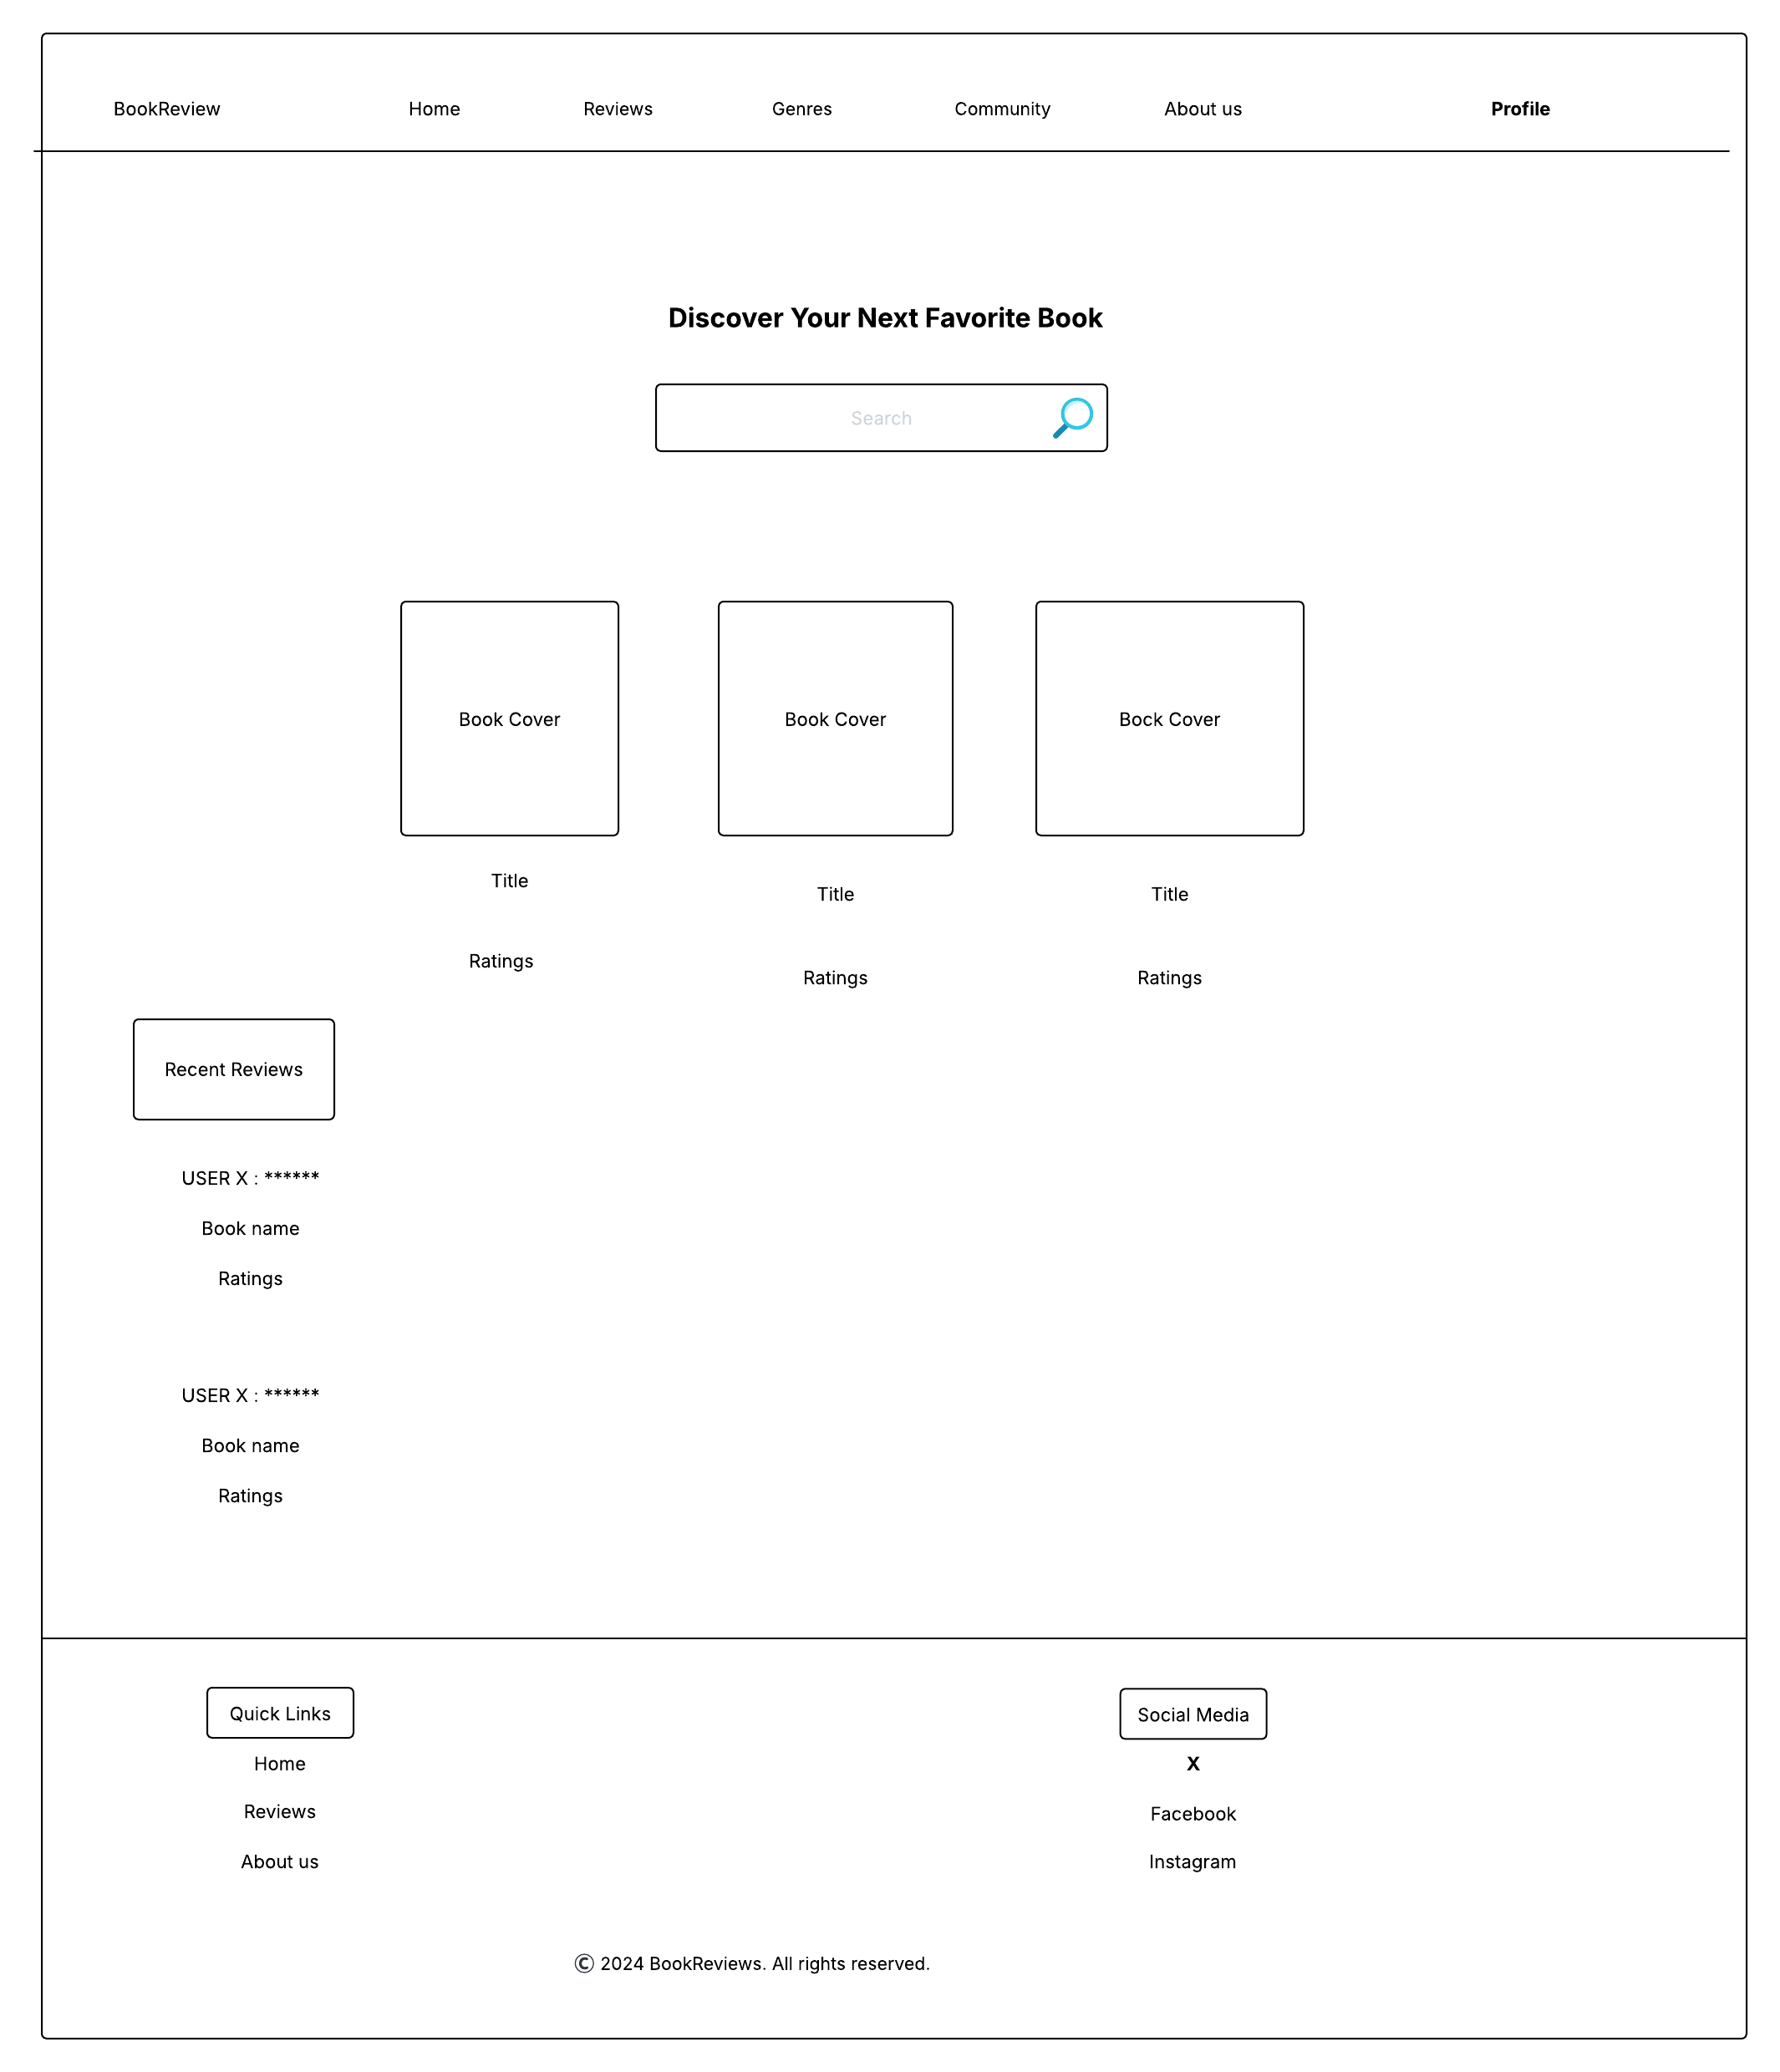 BookReview Home Reviews Genres Community About us Profile
Discover Your Next Favorite Book
Search
Book Cover Book Cover Bock Cover
Title Title Title
Ratings Ratings Ratings
Recent Reviews
USER X : ******
Book name
Ratings
USER X : ******
Book name
Ratings
Quick Links
Home
Reviews
About us
Social Media
X
Facebook
Instagram
© 2024 BookReviews. All rights reserved.